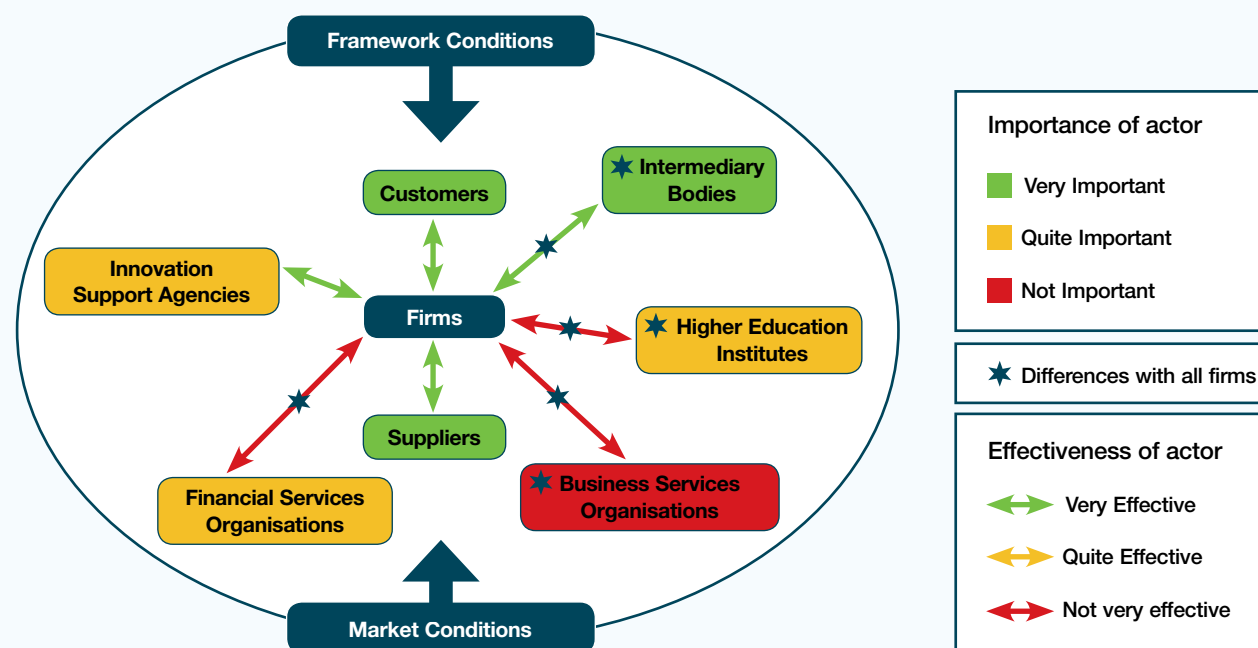 Framework Conditions
Customers
Intermediary
Bodies
Innovation
Support Agencies
Firms
Higher Education
Institutes
Suppliers
Financial Services
Organisations
Business Services
Organisations
Market Conditions
Importance of actor
Very Important
Quite Important
Not Important
Differences with all firms
Effectiveness of actor
Very Effective
Quite Effective
Not very effective